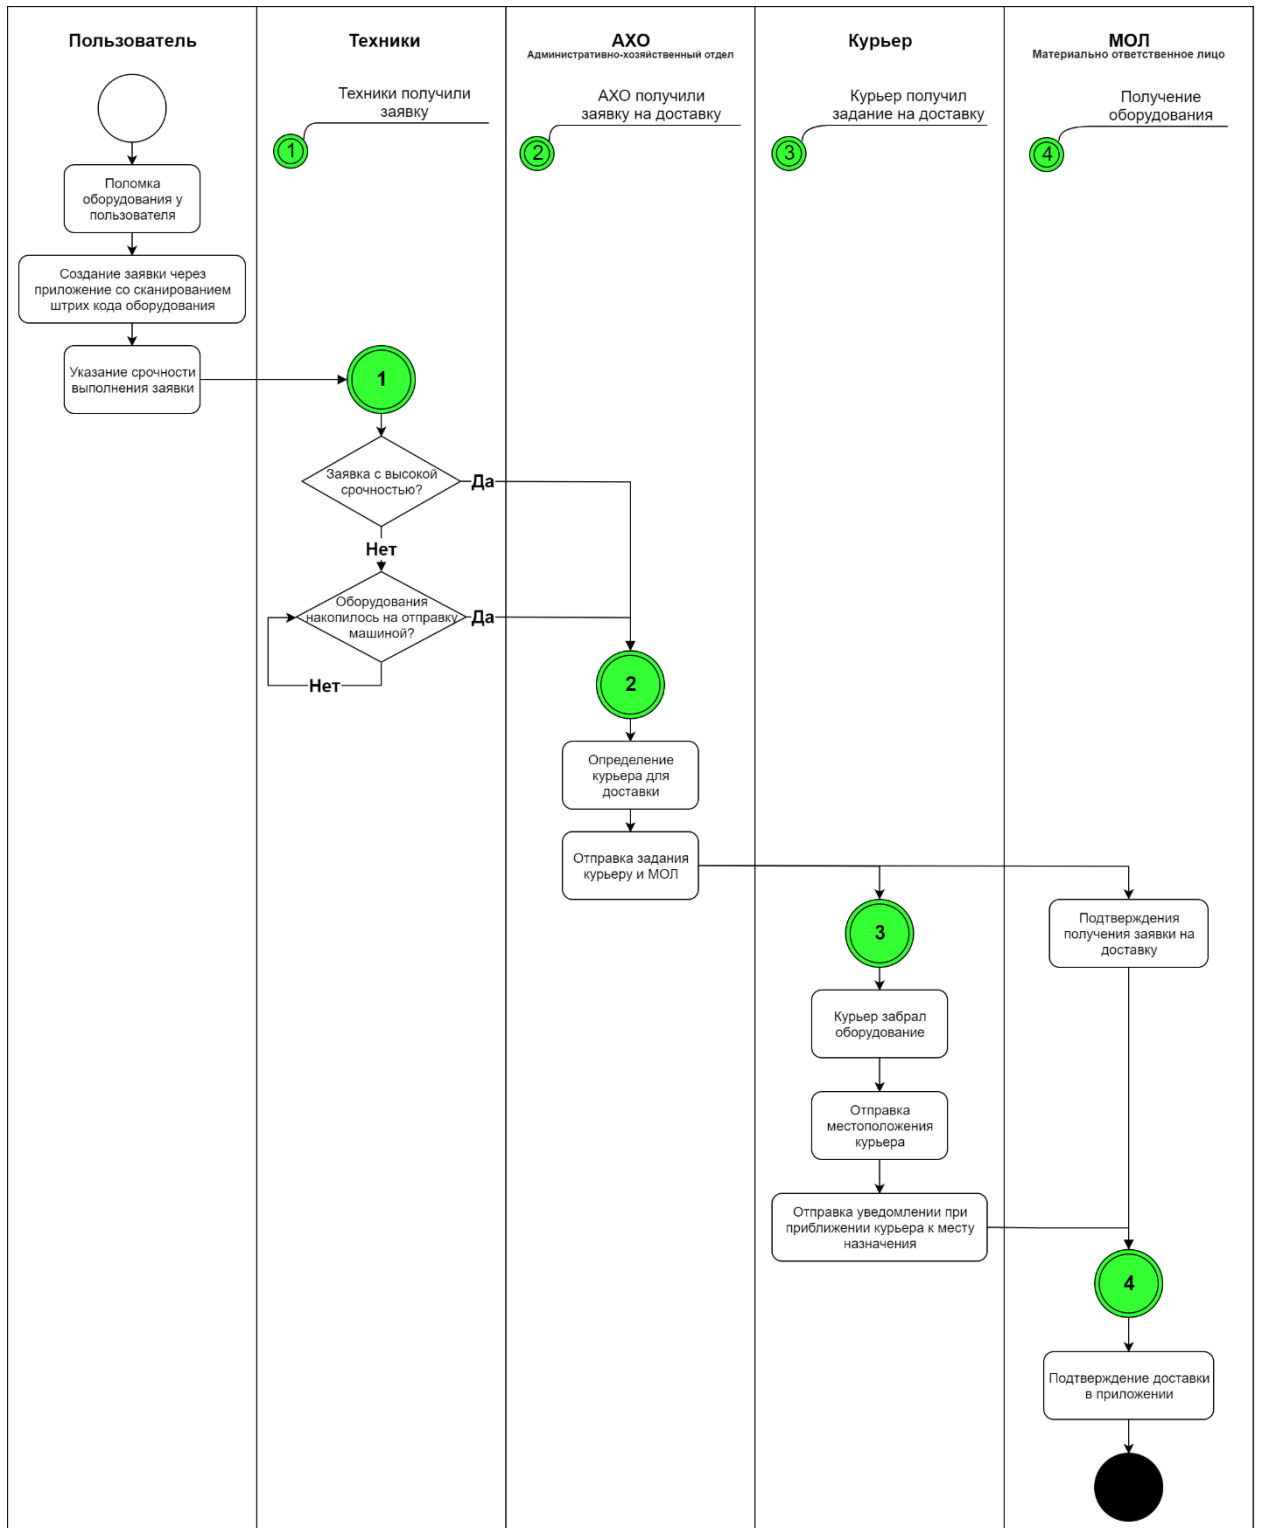 Пользователь
Техники
АХО
Административно-хозяйственный отдел
Курьер
МОЛ
Материально ответственное лицо
Техники получили
заявку
1
АХО получили
заявку на доставку
2
Курьер получил
задание на доставку
3
Получение
оборудования
4
Поломка
оборудования у
пользователя
Создание заявки через
приложение со сканированием
штрих кода оборудования
Указание срочности
выполнения заявки
1
Заявка с высокой
срочностью?
Да
Нет
Оборудования
накопилось на отправку
машиной?
Да
Нет
2
Определение
курьера для
доставки
Отправка задания
курьеру и МОЛ
3
Подтверждения
получения заявки на
доставку
Курьер забрал
оборудование
Отправка
местоположения
курьера
Отправка уведомлении при
приближении курьера к месту
назначения
4
Подтверждение доставки
в приложении